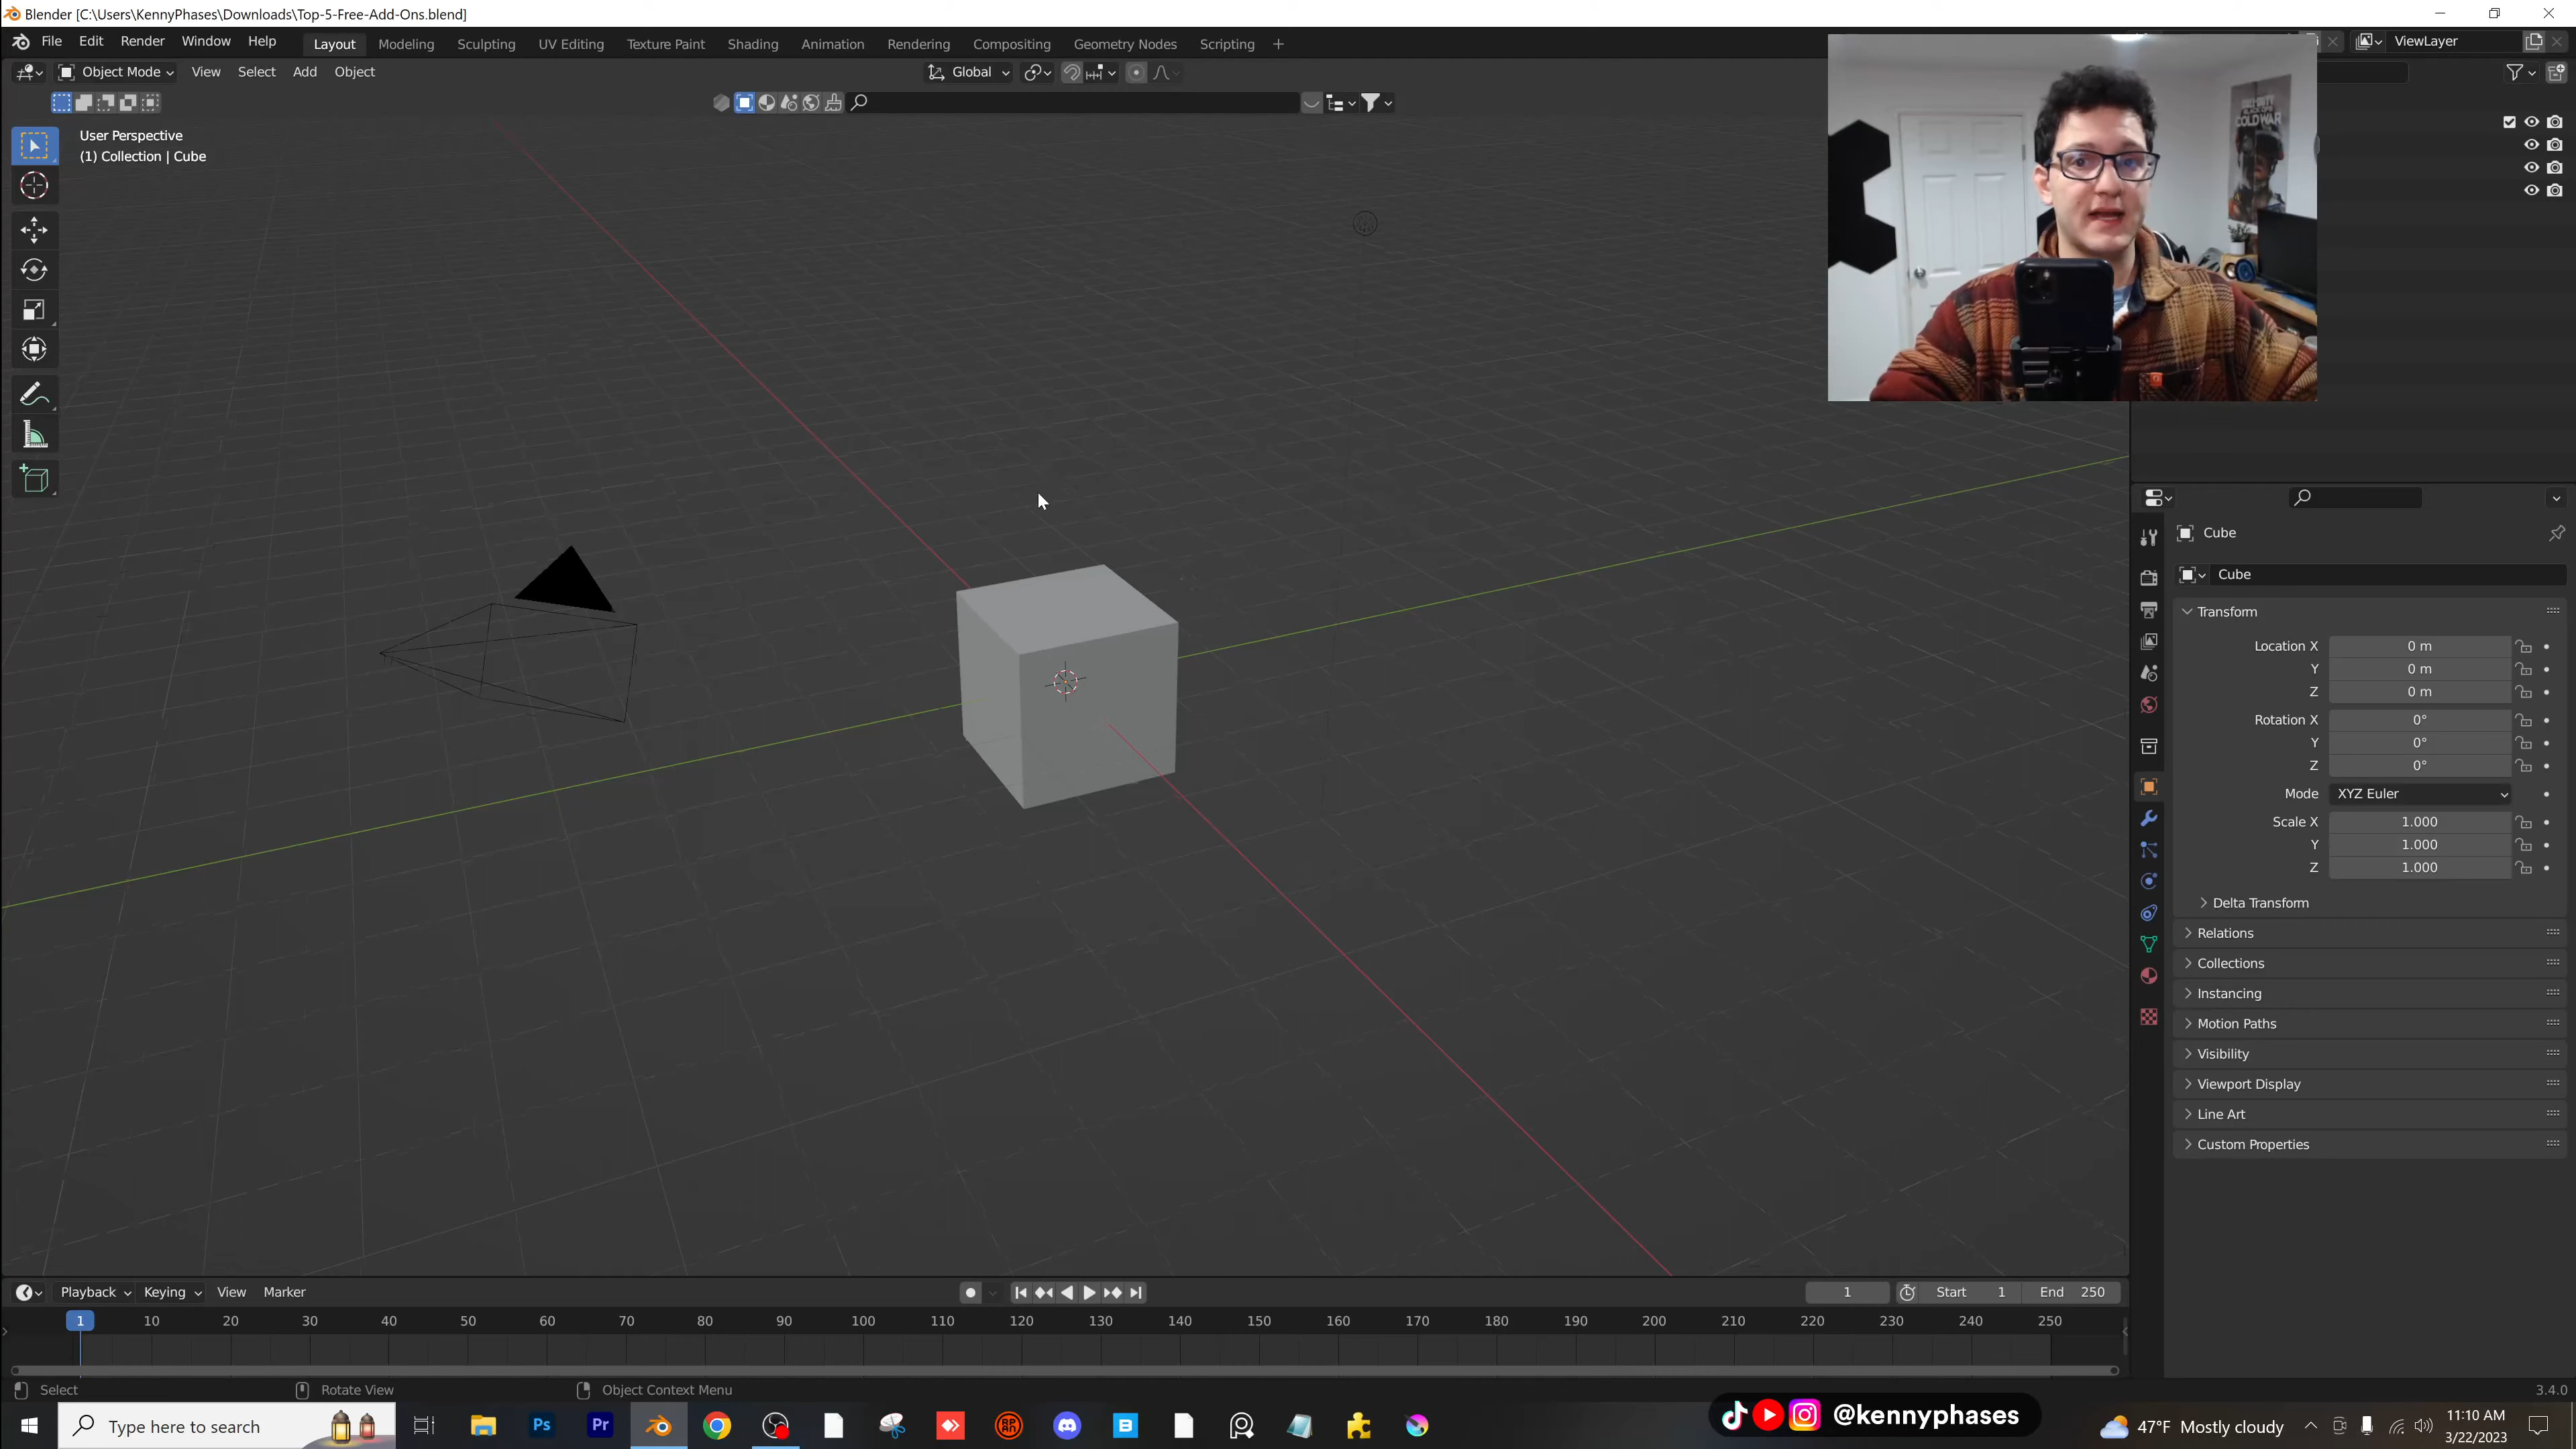 Blender [C:\Users\KennyPhases\Downloads\Top-5-Free-Add-Ons.blend]
File Edit Render Window Help Layout Modeling Sculpting UV Editing Texture Paint Shading Animation Rendering Compositing Geometry Nodes Scripting ViewLayer
Object Mode View Select Add Object Global
User Perspective
(1) Collection | Cube
COLD WAR
Cube
Cube
Transform
Location X 0 m
Y 0 m
Z 0 m
Rotation X 0°
Y 0°
Z 0°
Mode XYZ Euler
Scale X 1.000
Y 1.000
Z 1.000
Delta Transform
Relations
Collections
Instancing
Motion Paths
Visibility
Viewport Display
Line Art
Custom Properties
Playback Keying View Marker 1 Start 1 End 250
1 10 20 30 40 50 60 70 80 90 100 110 120 130 140 150 160 170 180 190 200 210 220 230 240 250
Select Rotate View Object Context Menu 3.4.0
Type here to search Ps Pr @kennyphases 47°F Mostly cloudy 11:10 AM
3/22/2023